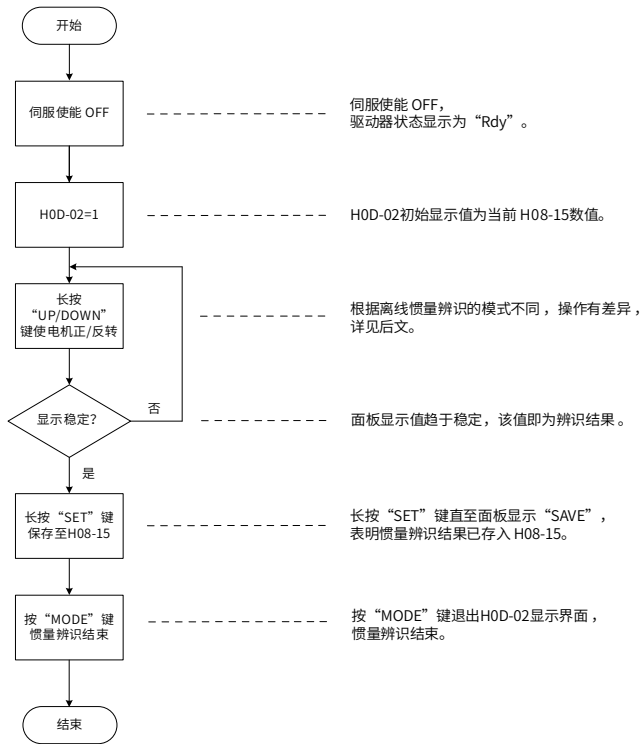 开始
伺服使能 OFF
伺服使能 OFF，
驱动器状态显示为“Rdy”。
H0D-02=1
H0D-02初始显示值为当前 H08-15数值。
长按
“UP/DOWN”
键使电机正/反转
根据离线惯量辨识的模式不同，操作有差异，
详见后文。
显示稳定？
否
面板显示值趋于稳定，该值即为辨识结果。
是
长按“SET”键
保存至H08-15
长按“SET”键直至面板显示“SAVE”，
表明惯量辨识结果已存入 H08-15。
按“MODE”键
惯量辨识结束
按“MODE”键退出H0D-02显示界面，
惯量辨识结束。
结束